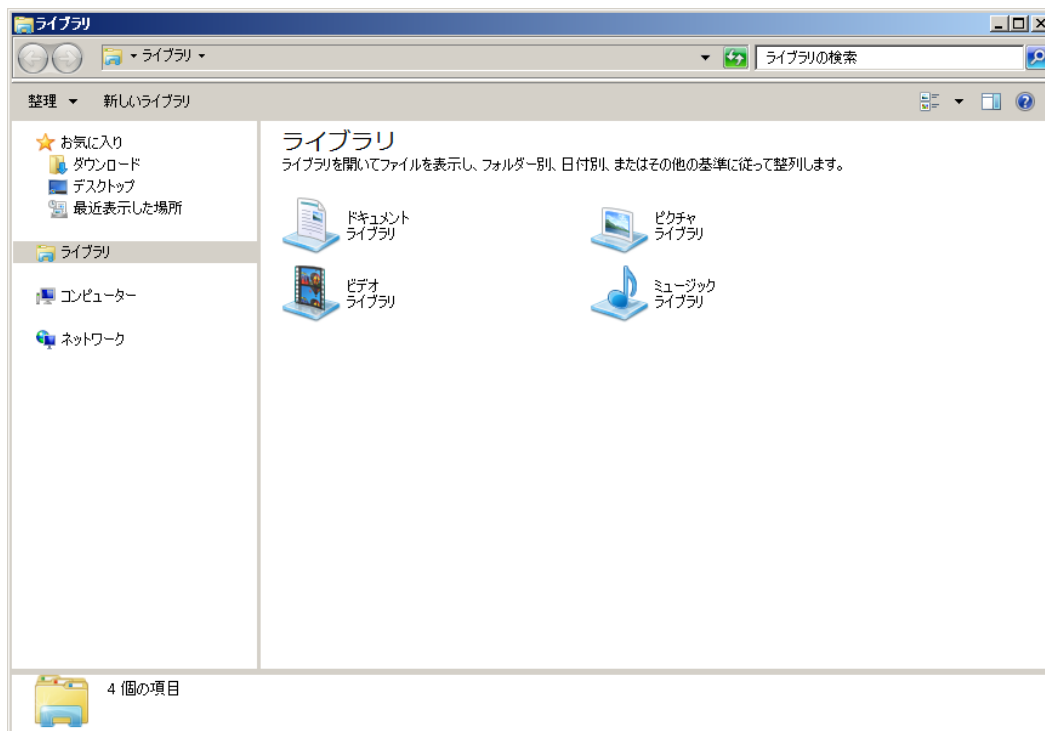 ライブラリ
ライブラリ
ライブラリの検索
整理
新しいライブラリ
お気に入り
ダウンロード
デスクトップ
最近表示した場所
ライブラリ
コンピューター
ネットワーク
ライブラリ
ライブラリを開いてファイルを表示し、フォルダー別、日付別、またはその他の基準に従って整列します。
ドキュメント
ライブラリ
ピクチャ
ライブラリ
ビデオ
ライブラリ
ミュージック
ライブラリ
4 個の項目